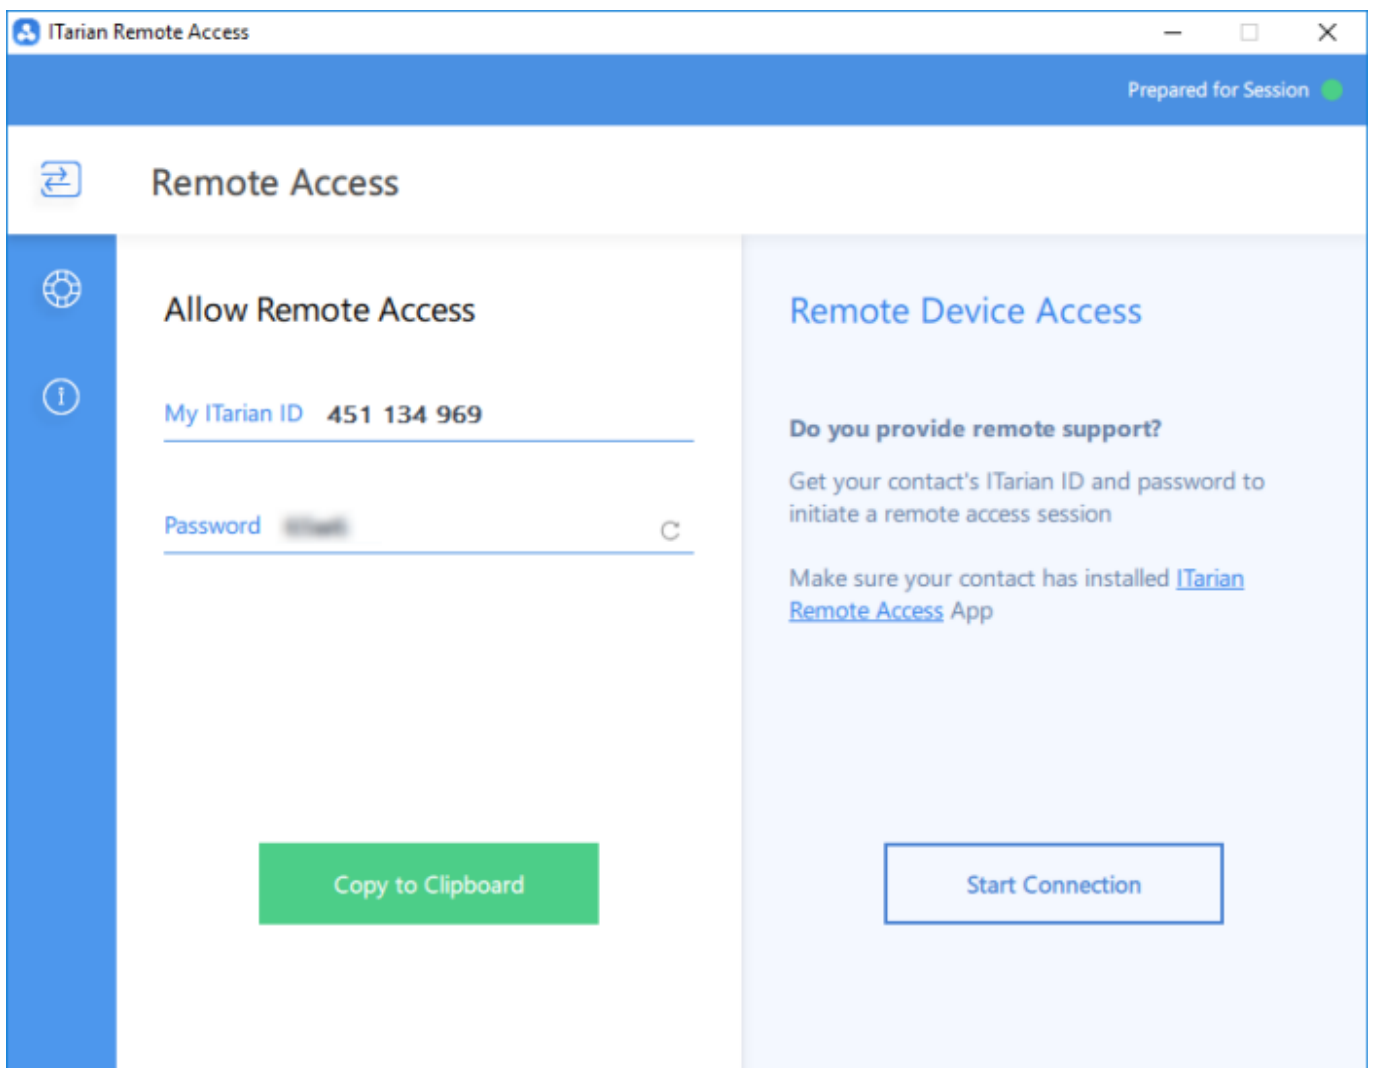 ITarian Remote Access
Prepared for Session
Remote Access
Allow Remote Access
My ITarian ID 451 134 969
Password
Copy to Clipboard
Remote Device Access
Do you provide remote support?
Get your contact's ITarian ID and password to
initiate a remote access session
Make sure your contact has installed ITarian
Remote Access App
Start Connection